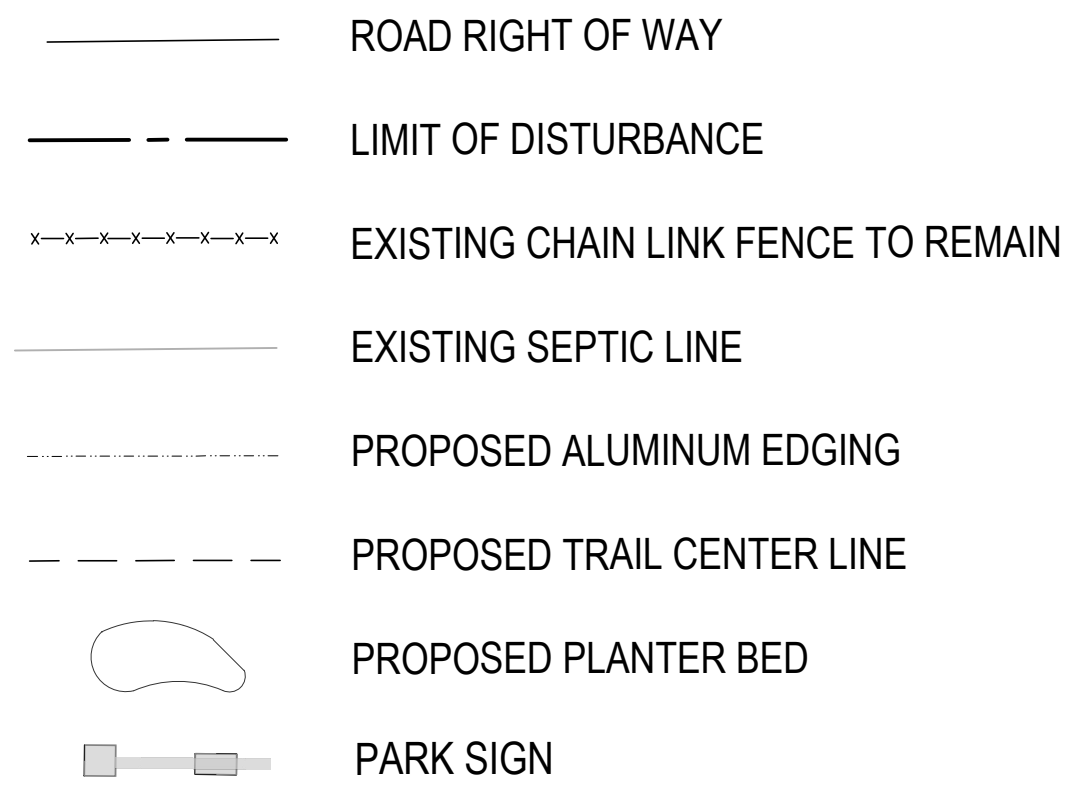 ROAD RIGHT OF WAY
LIMIT OF DISTURBANCE
x x x x x x x x EXISTING CHAIN LINK FENCE TO REMAIN
EXISTING SEPTIC LINE
PROPOSED ALUMINUM EDGING
PROPOSED TRAIL CENTER LINE
PROPOSED PLANTER BED
PARK SIGN